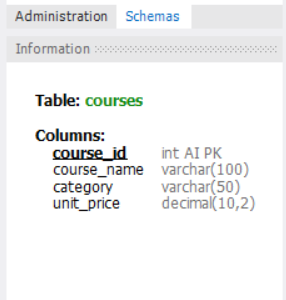 Administration Schemas
Information
Table: courses
Columns:
course_id int AI PK
course_name varchar(100)
category varchar(50)
unit_price decimal(10,2)